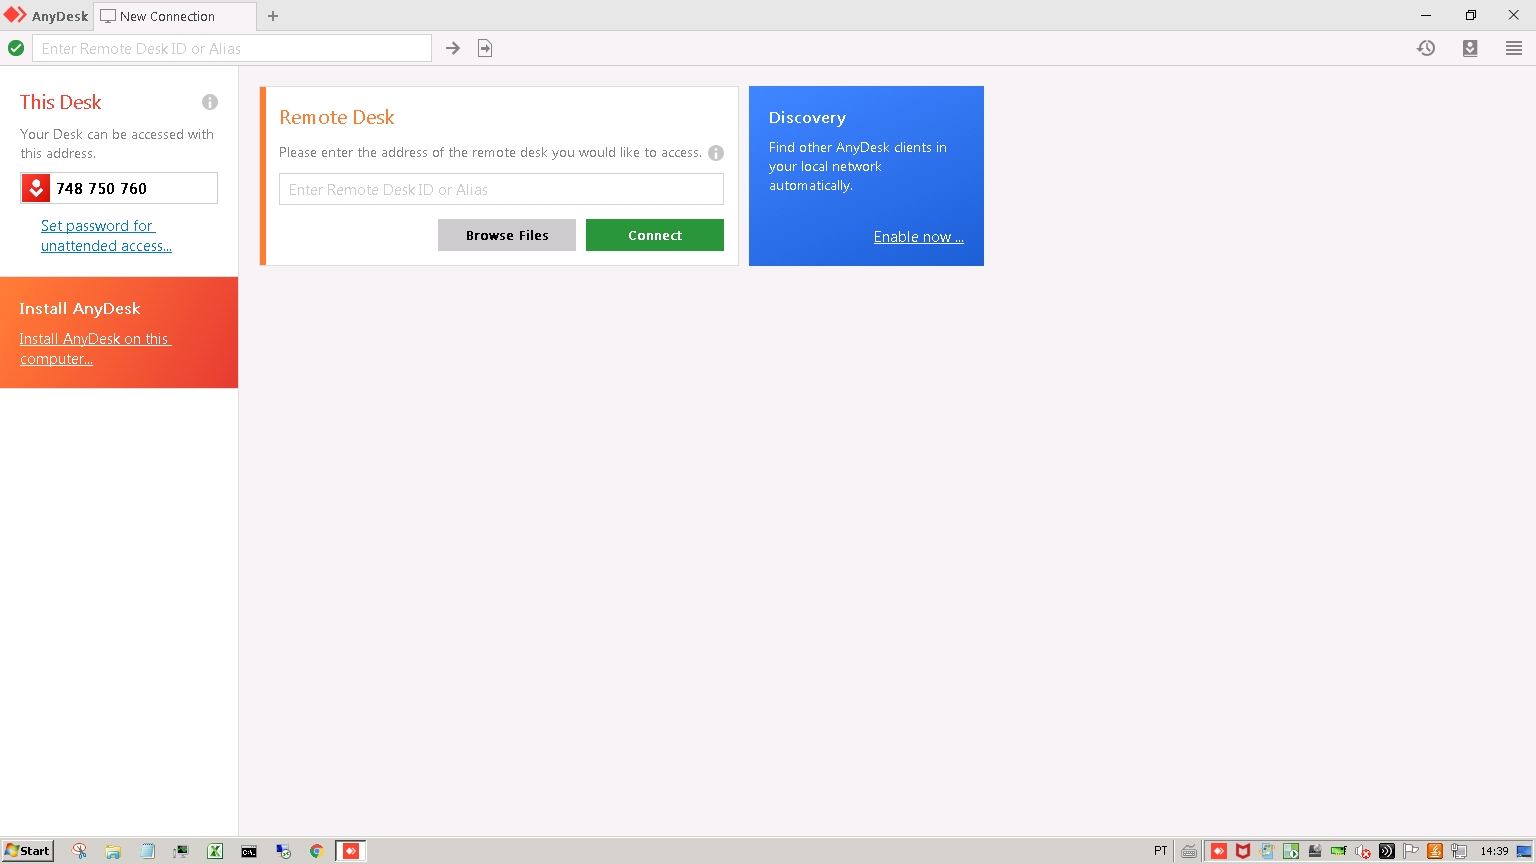 AnyDesk
New Connection
Enter Remote Desk ID or Alias
This Desk
Your Desk can be accessed with
this address.
748 750 760
Set password for
unattended access...
Install AnyDesk
Install AnyDesk on this
computer...
Remote Desk
Please enter the address of the remote desk you would like to access.
Enter Remote Desk ID or Alias
Browse Files
Connect
Discovery
Find other AnyDesk clients in
your local network
automatically.
Enable now ...
Start
PT
14:39